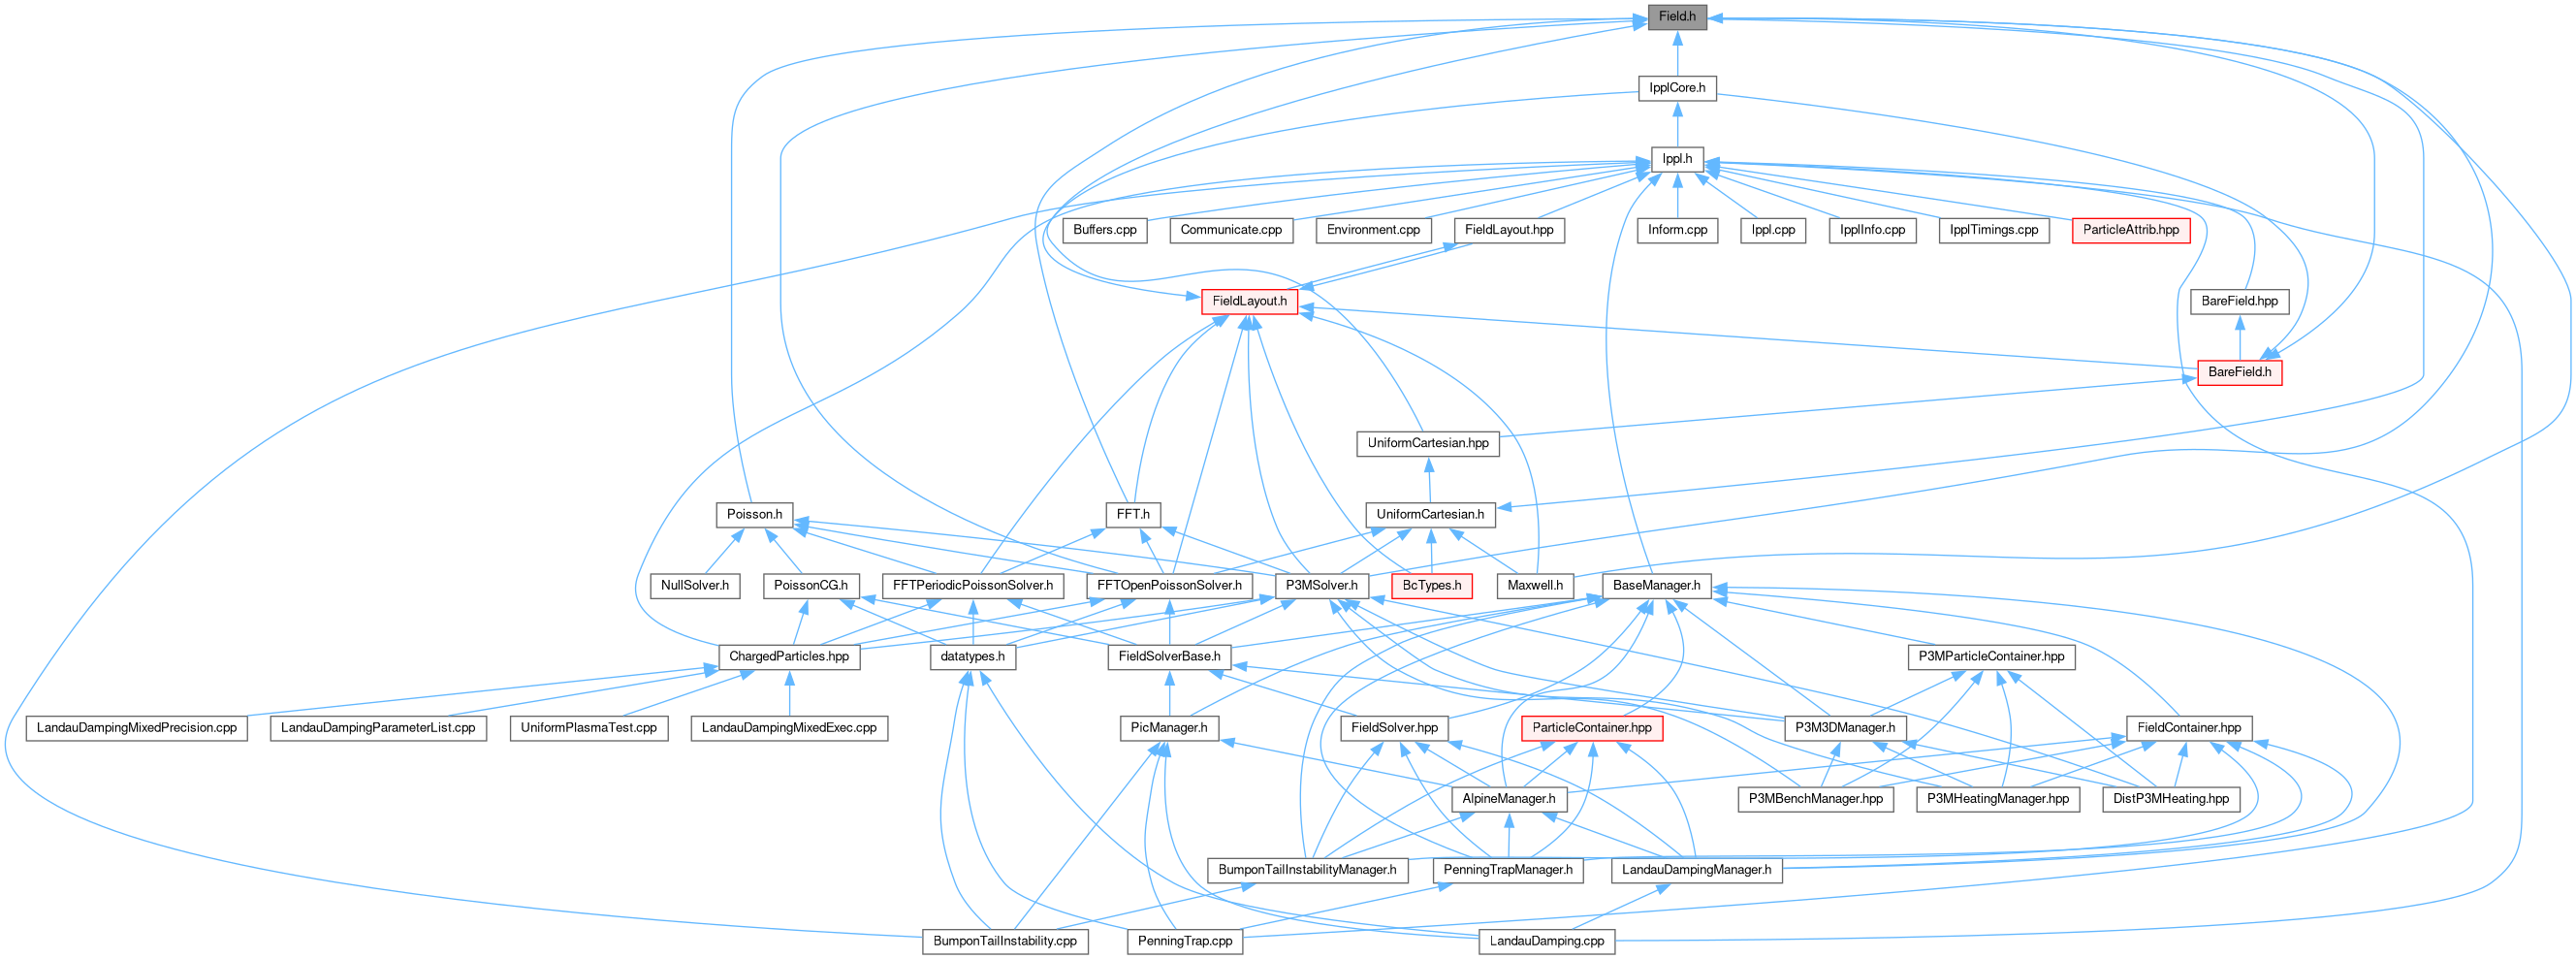 Field.h
IpplCore.h
Ippl.h
Buffers.cpp
Communicate.cpp
Environment.cpp
FieldLayout.hpp
Inform.cpp
Ippl.cpp
IpplInfo.cpp
IpplTimings.cpp
ParticleAttrib.hpp
FieldLayout.h
BareField.hpp
BareField.h
UniformCartesian.hpp
Poisson.h
FFT.h
UniformCartesian.h
NullSolver.h
PoissonCG.h
FFTPeriodicPoissonSolver.h
FFTOpenPoissonSolver.h
P3MSolver.h
BcTypes.h
Maxwell.h
BaseManager.h
ChargedParticles.hpp
datatypes.h
FieldSolverBase.h
P3MParticleContainer.hpp
LandauDampingMixedPrecision.cpp
LandauDampingParameterList.cpp
UniformPlasmaTest.cpp
LandauDampingMixedExec.cpp
PicManager.h
FieldSolver.hpp
ParticleContainer.hpp
P3M3DManager.h
FieldContainer.hpp
AlpineManager.h
P3MBenchManager.hpp
P3MHeatingManager.hpp
DistP3MHeating.hpp
BumponTailInstabilityManager.h
PenningTrapManager.h
LandauDampingManager.h
BumponTailInstability.cpp
PenningTrap.cpp
LandauDamping.cpp